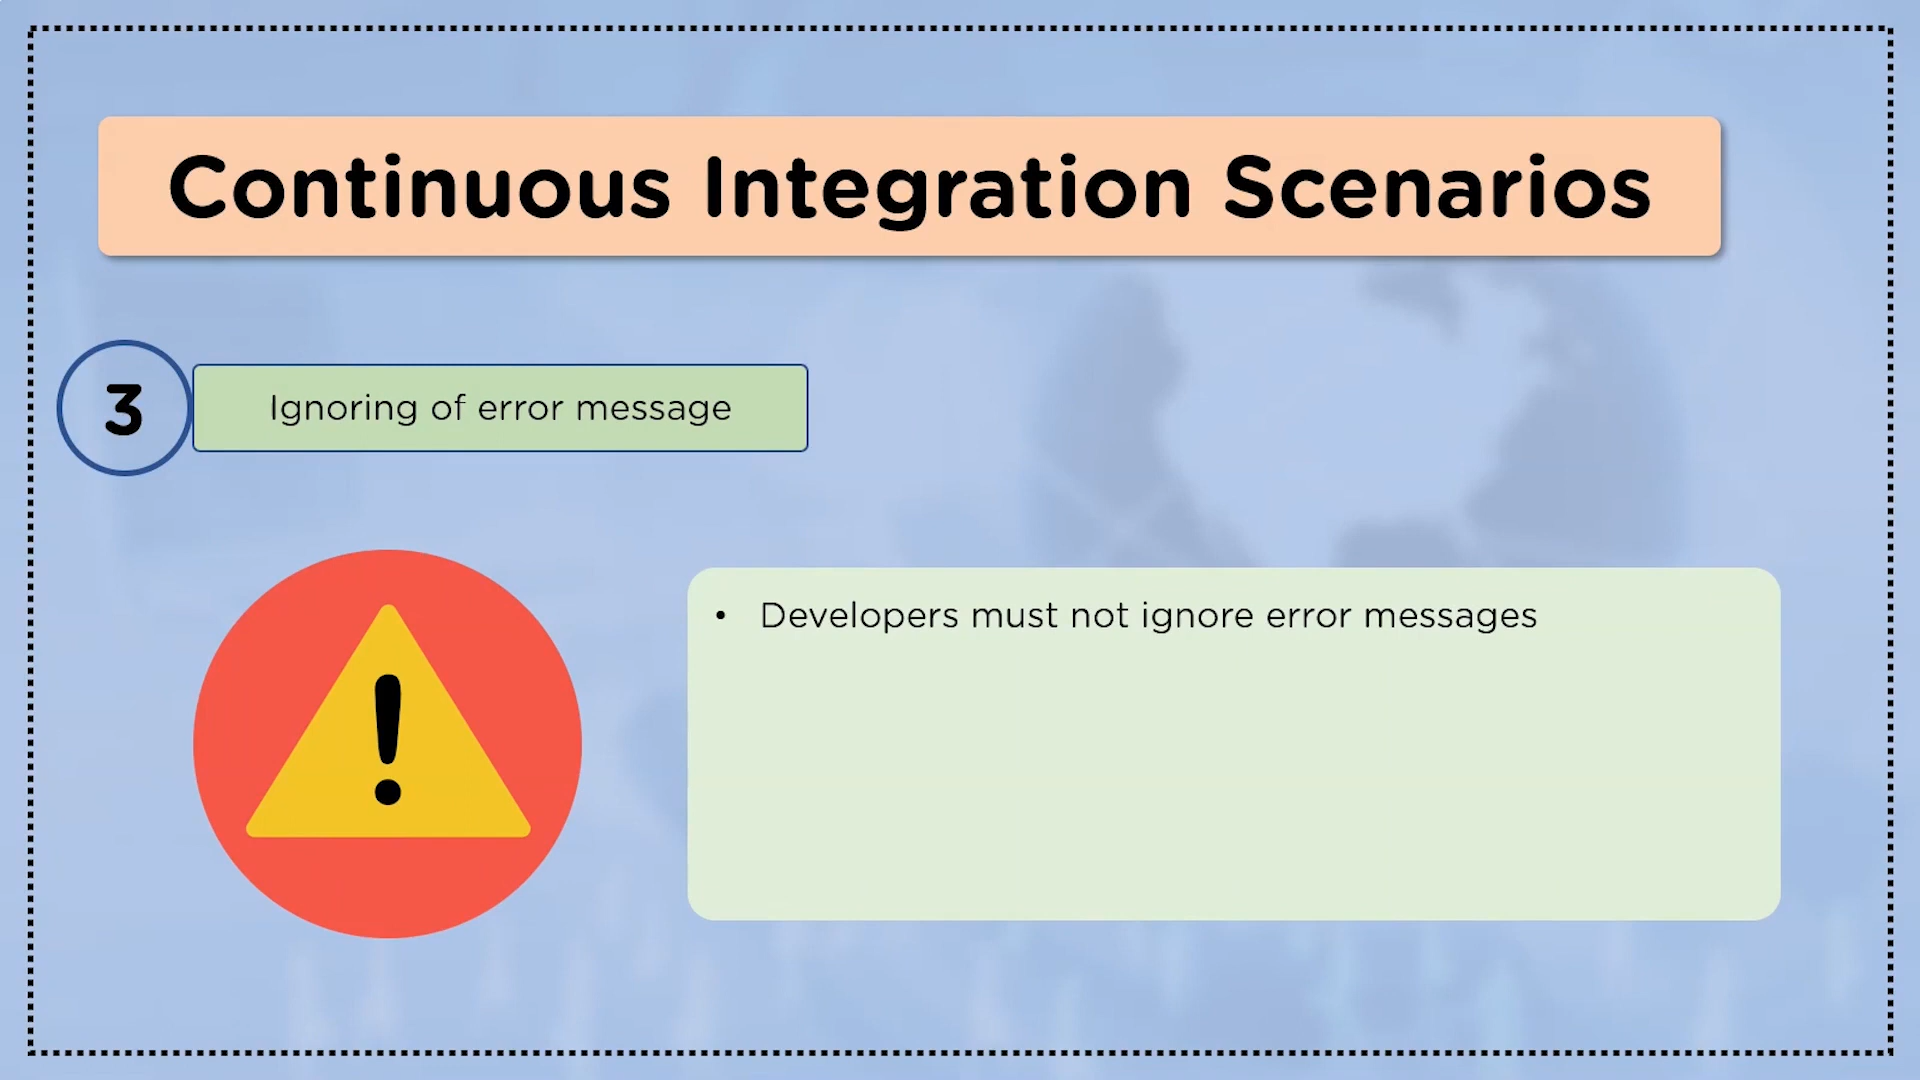 Continuous Integration Scenarios
3
Ignoring of error message
!
• Developers must not ignore error messages